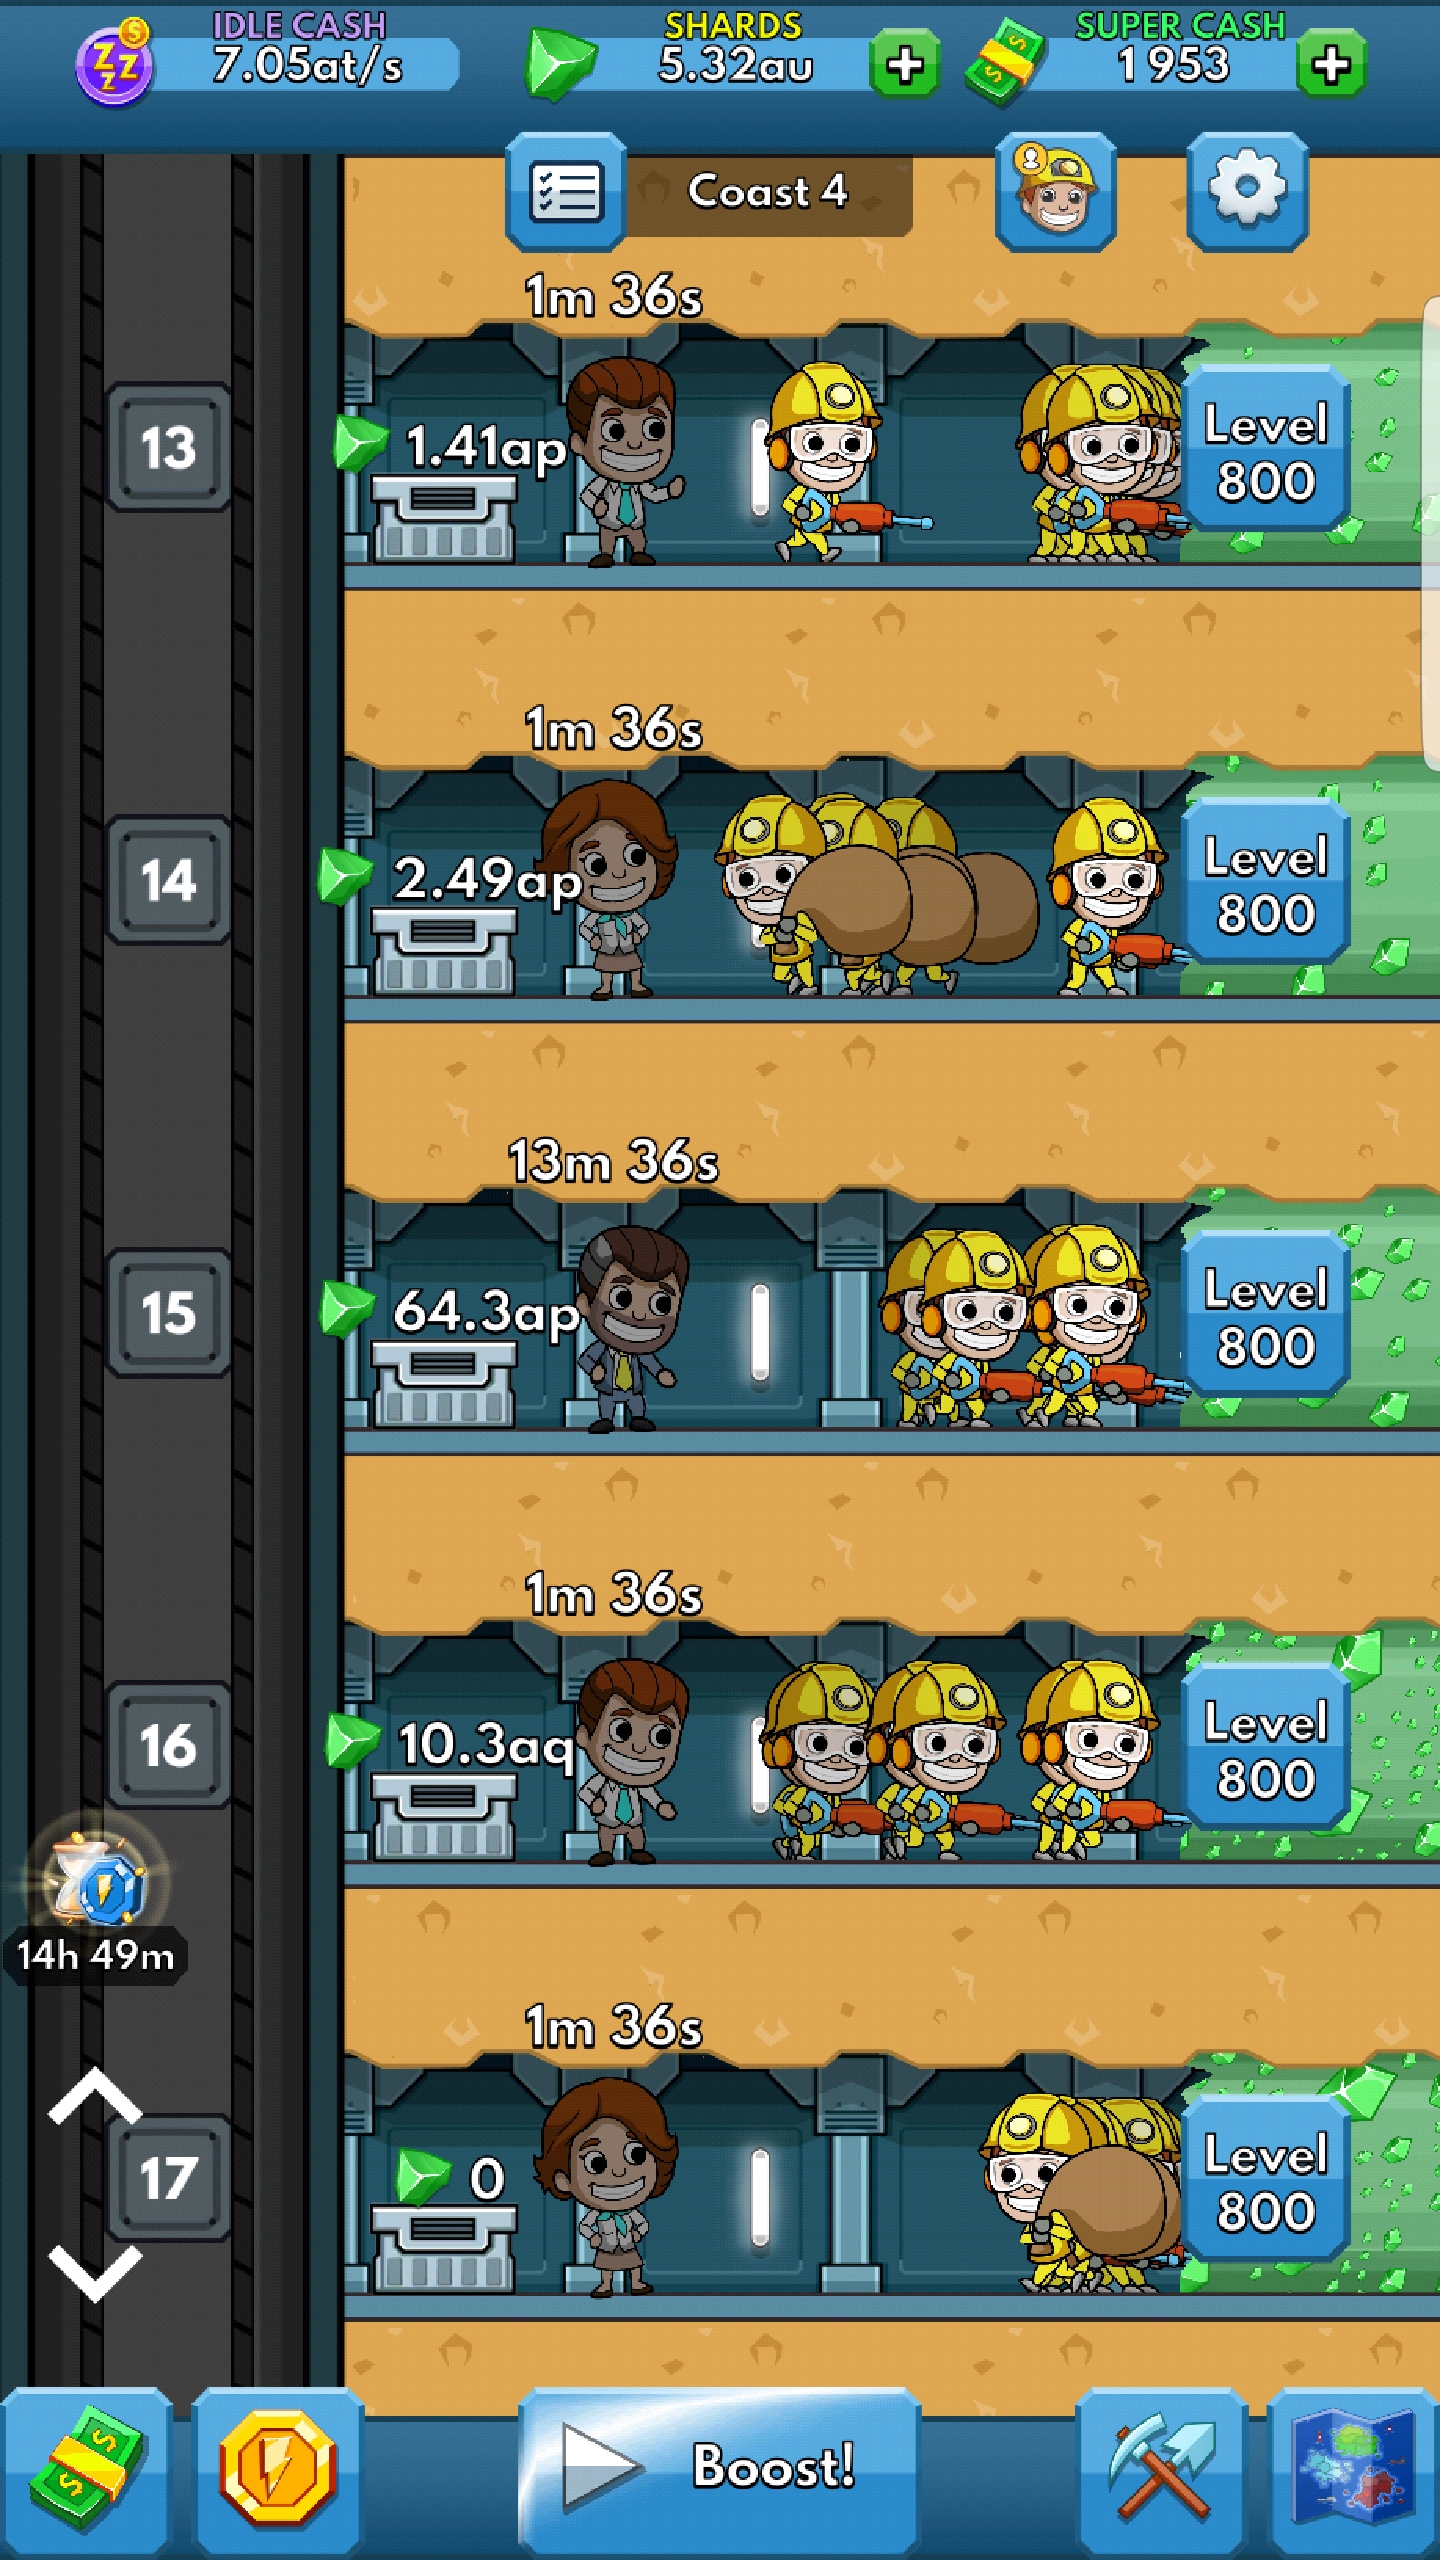 IDLE CASH
7.05at/s
SHARDS
5.32au
SUPER CASH
1 953
Coast 4
1m 36s
13
1.41ap
Level
800
1m 36s
14
2.49ap
Level
800
13m 36s
15
64.3ap
Level
800
1m 36s
16
10.3aq
Level
800
14h 49m
1m 36s
17
0
Level
800
Boost!